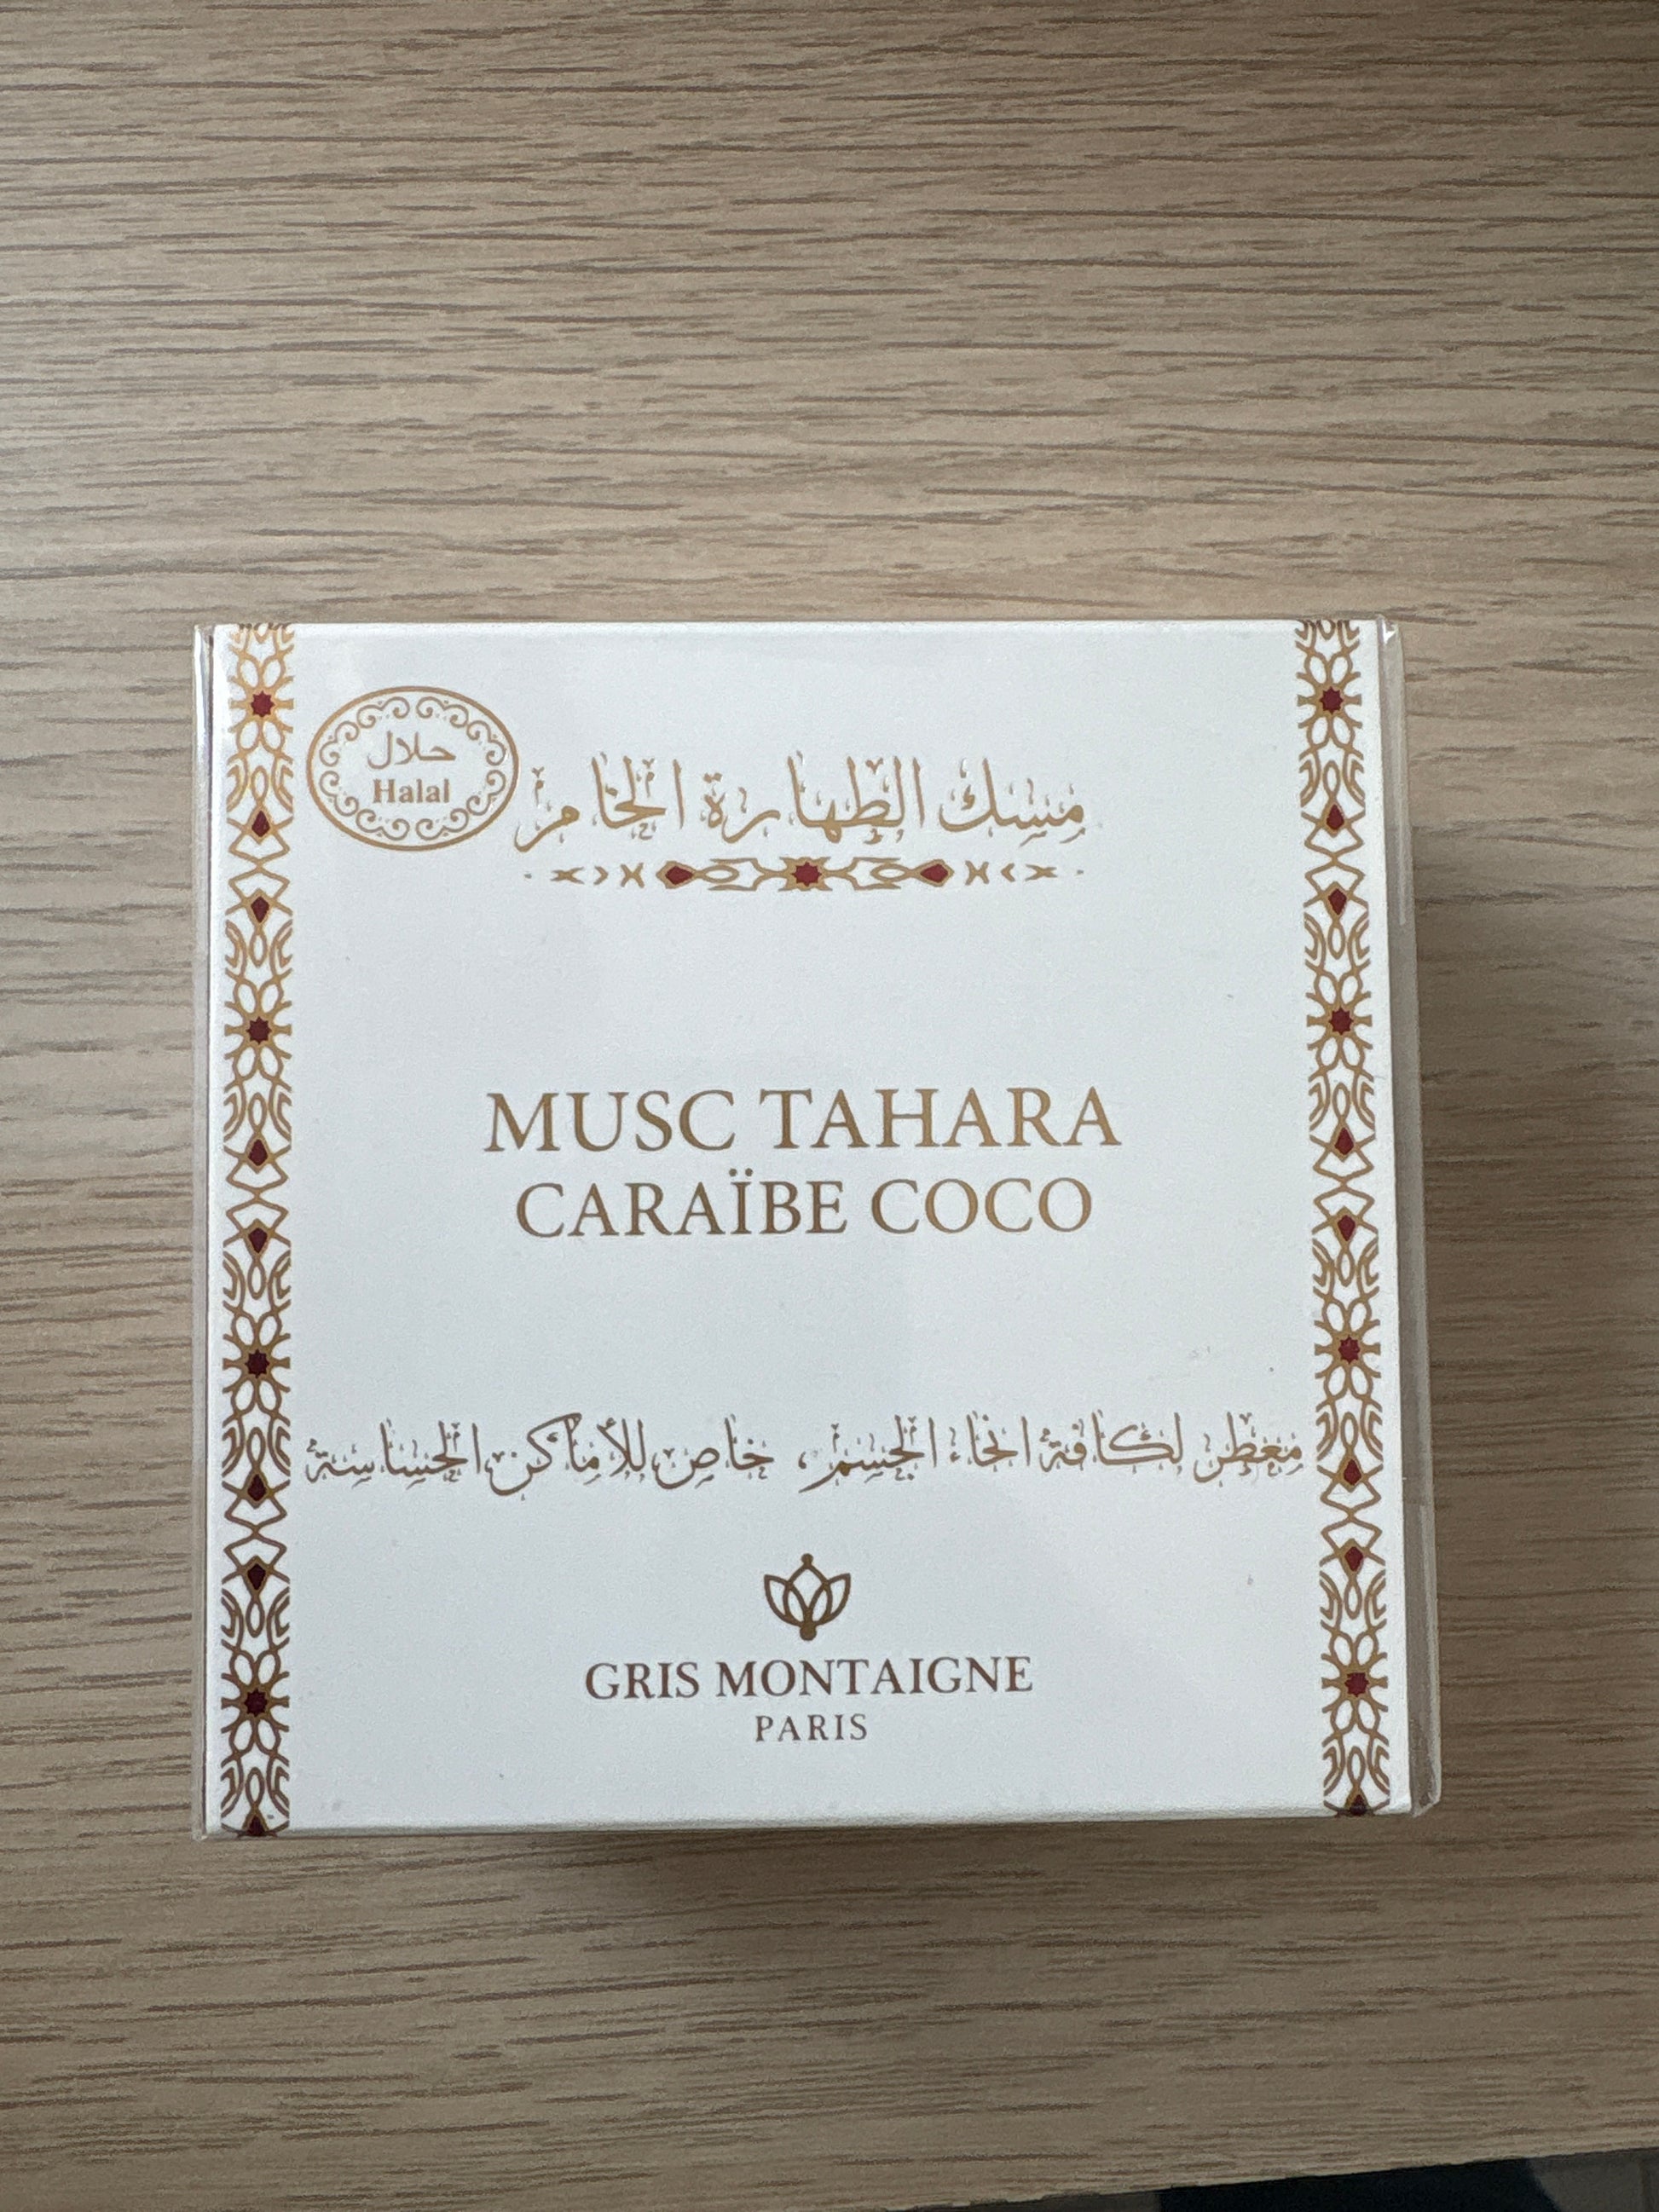 حلال
Halal
مسك الطهارة الخام
MUSC TAHARA
CARAÏBE COCO
معطر لكافة انحاء الجسم، خاص للأماكن الحساسة
GRIS MONTAIGNE
PARIS